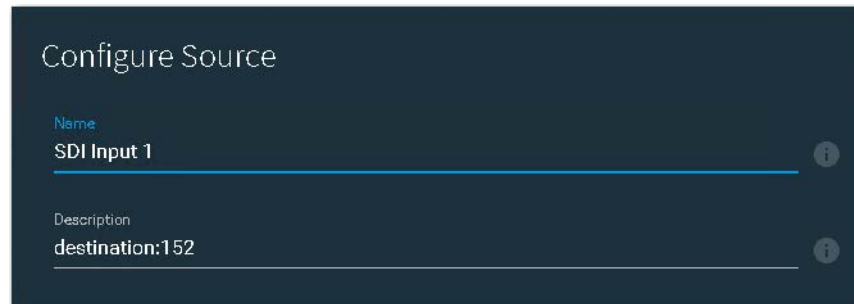 Configure Source
Name
SDI Input 1
Description
destination:152